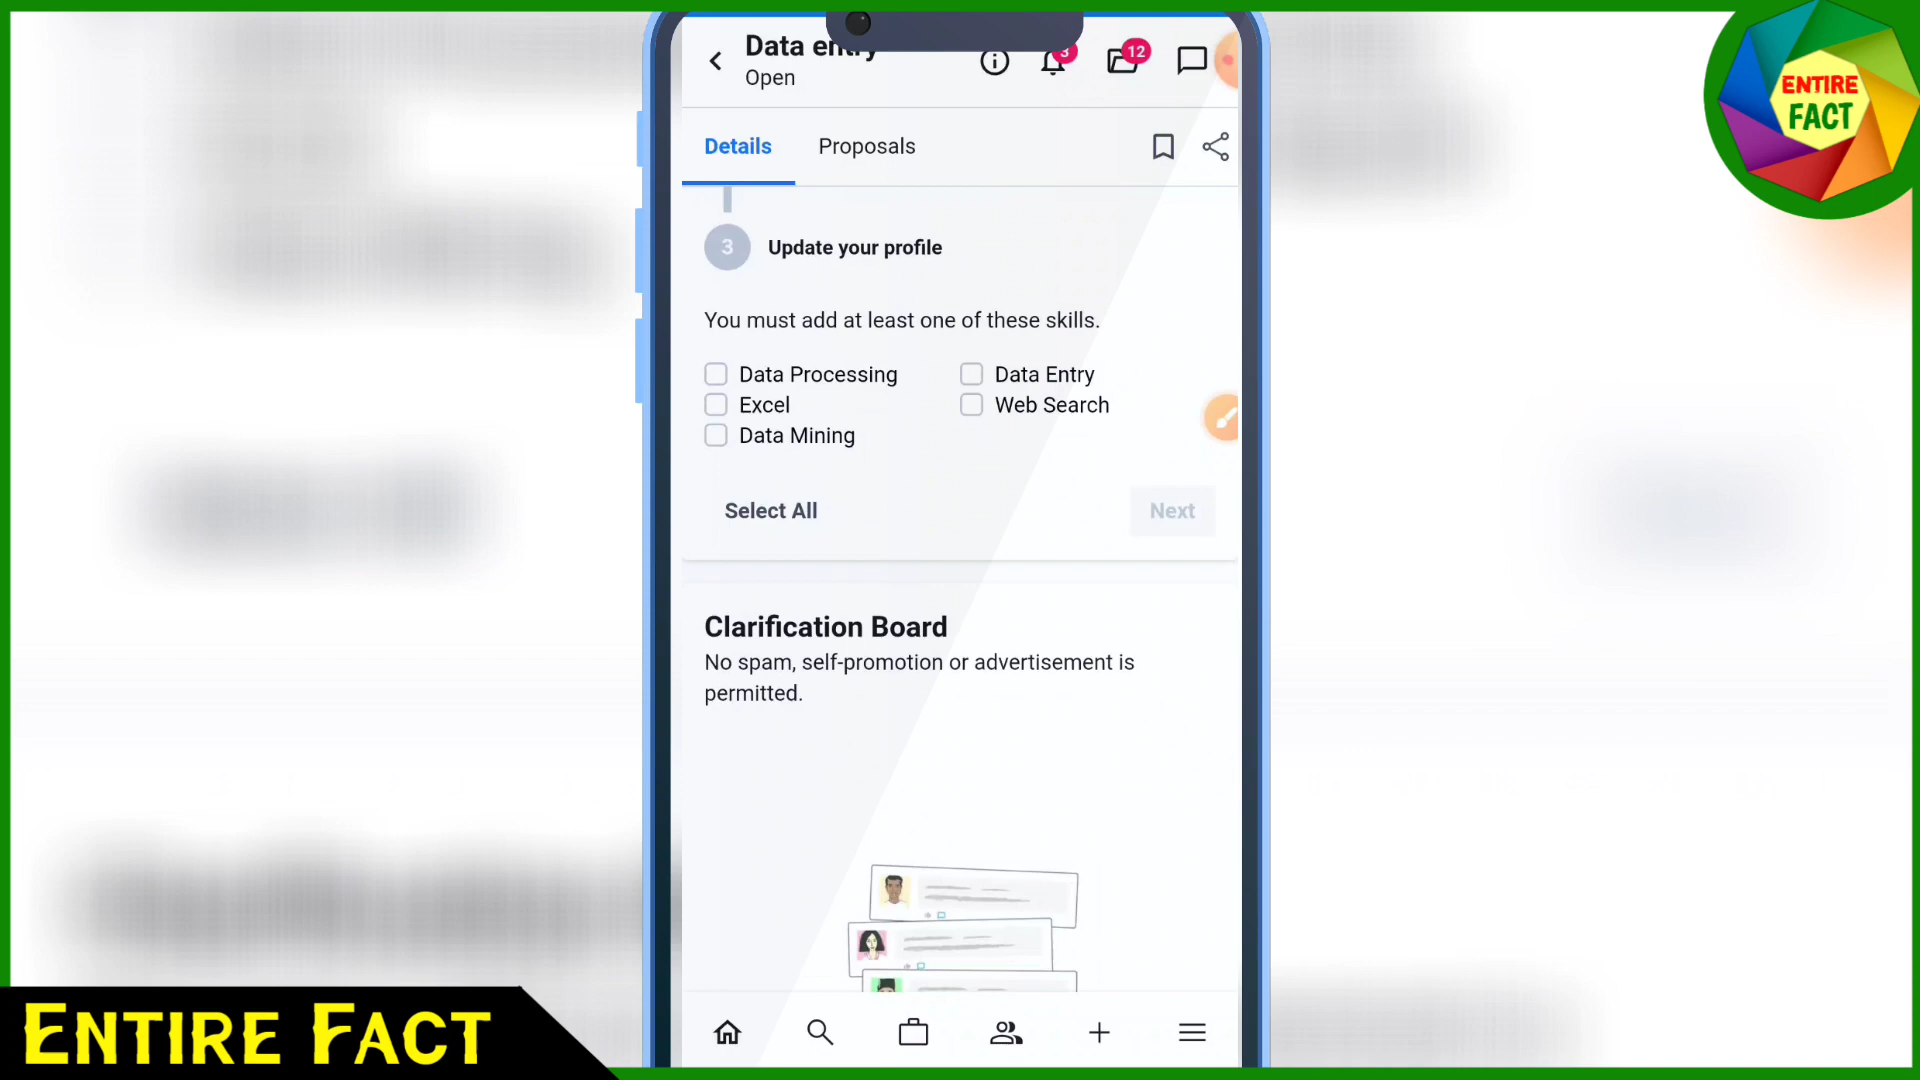 Data entry
Open
3
12
Details
Proposals
3
Update your profile
You must add at least one of these skills.
Data Processing
Data Entry
Excel
Web Search
Data Mining
Select All
Next
Clarification Board
No spam, self-promotion or advertisement is
permitted.
ENTIRE
FACT
ENTIRE FACT